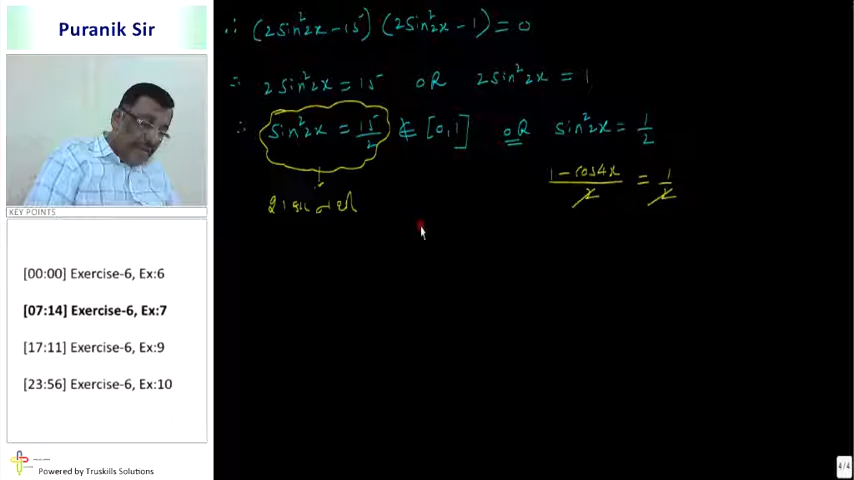 Puranik Sir
∴ (2sin²2x - 15) (2sin²2x - 1) = 0
∴ 2sin²2x = 15 OR 2sin²2x = 1
∴ sin²2x = 15/2 ∉ [0,1] OR sin²2x = 1/2
(1 - cos4x)/2 = 1/2
શક્ય નથી
KEY POINTS
[00:00] Exercise-6, Ex:6
[07:14] Exercise-6, Ex:7
[17:11] Exercise-6, Ex:9
[23:56] Exercise-6, Ex:10
Powered by Truskills Solutions
4/4